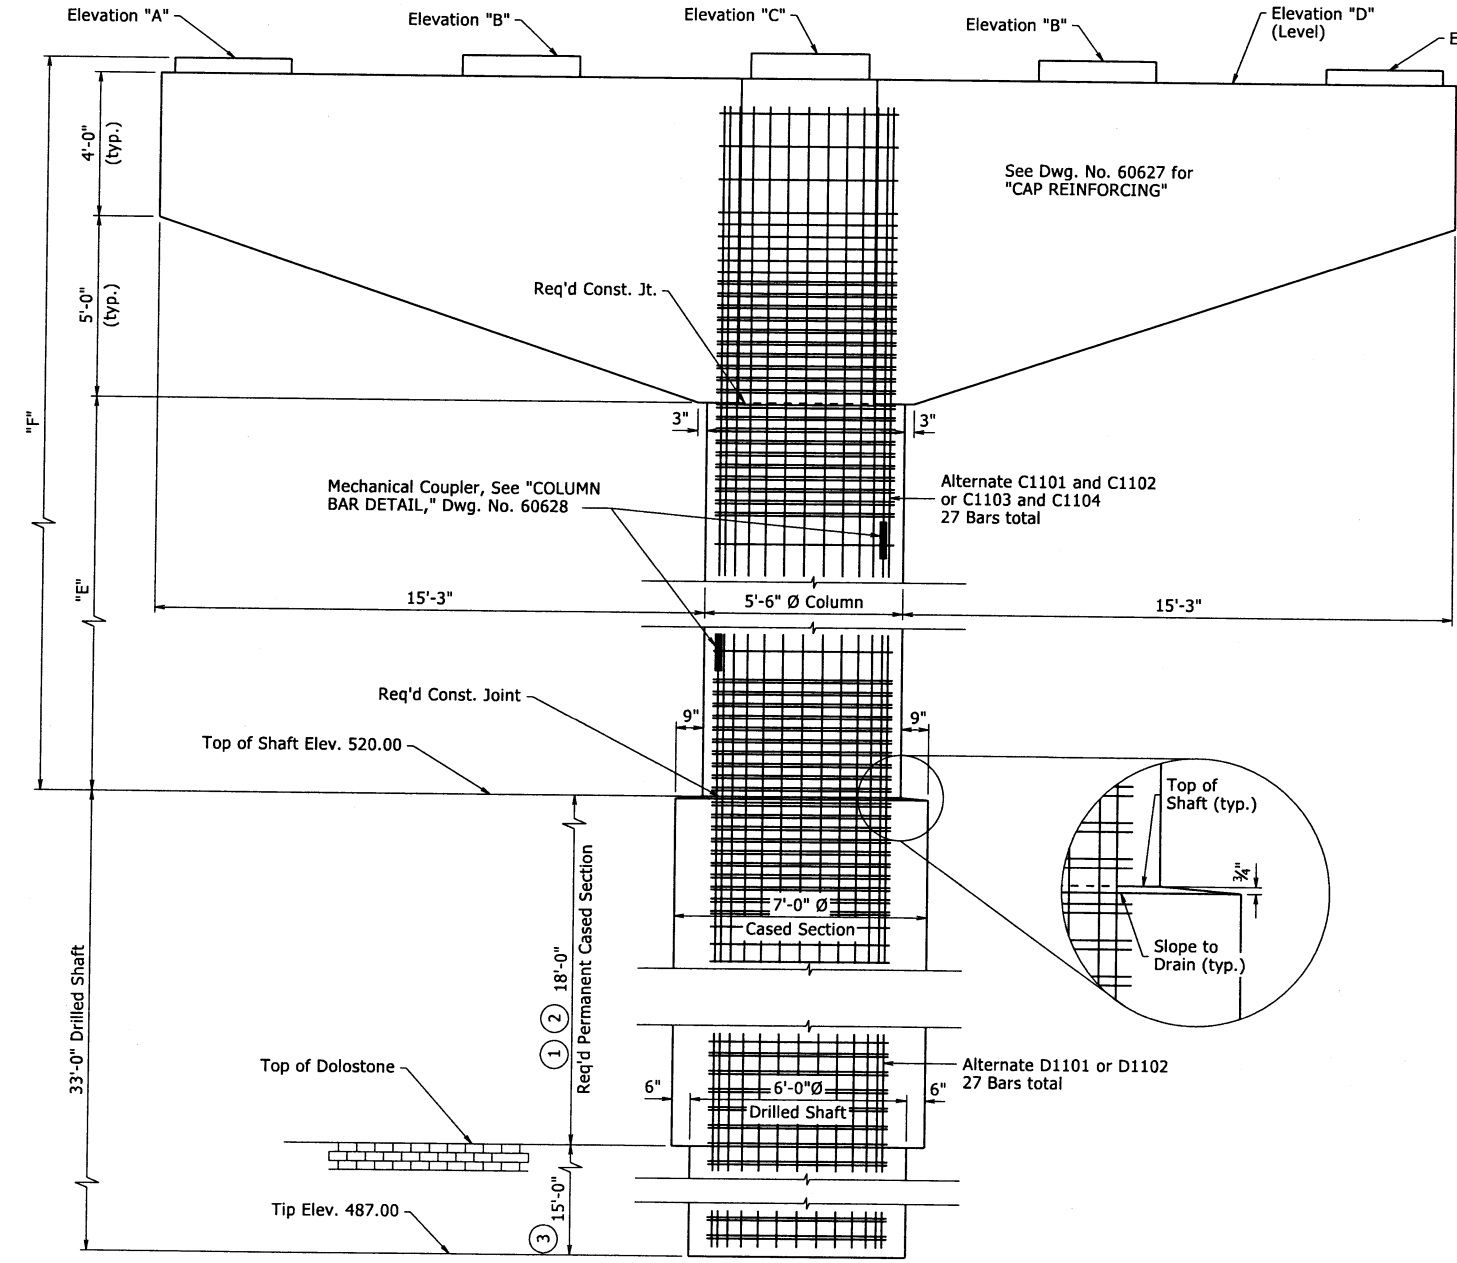 Elevation "A"
Elevation "B"
Elevation "C"
Elevation "B"
Elevation "D"
(Level)
E
4'-0"
(typ.)
See Dwg. No. 60627 for
"CAP REINFORCING"
5'-0"
(typ.)
Req'd Const. Jt.
"F"
3"
3"
Mechanical Coupler, See "COLUMN
BAR DETAIL," Dwg. No. 60628
Alternate C1101 and C1102
or C1103 and C1104
27 Bars total
"E"
15'-3"
5'-6" Ø Column
15'-3"
Req'd Const. Joint
9"
9"
Top of Shaft Elev. 520.00
Top of
Shaft (typ.)
¾"
7'-0" Ø
Cased Section
Slope to
Drain (typ.)
33'-0" Drilled Shaft
1 2 18'-0"
Req'd Permanent Cased Section
Top of Dolostone
6"
6'-0"Ø
Drilled Shaft
6"
Alternate D1101 or D1102
27 Bars total
Tip Elev. 487.00
3 15'-0"